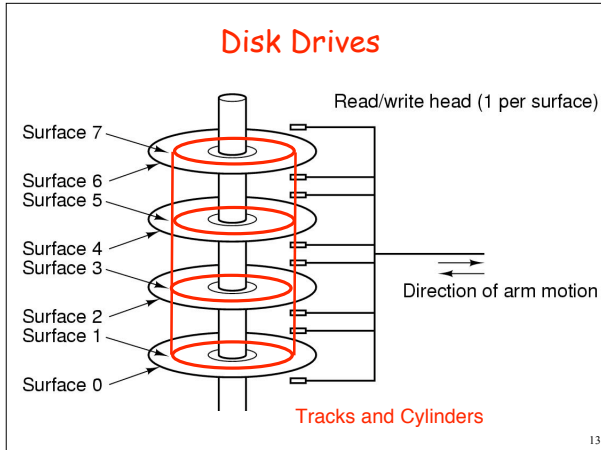 Disk Drives
Read/write head (1 per surface)
Surface 7
Surface 6
Surface 5
Surface 4
Surface 3
Direction of arm motion
Surface 2
Surface 1
Surface 0
Tracks and Cylinders
13